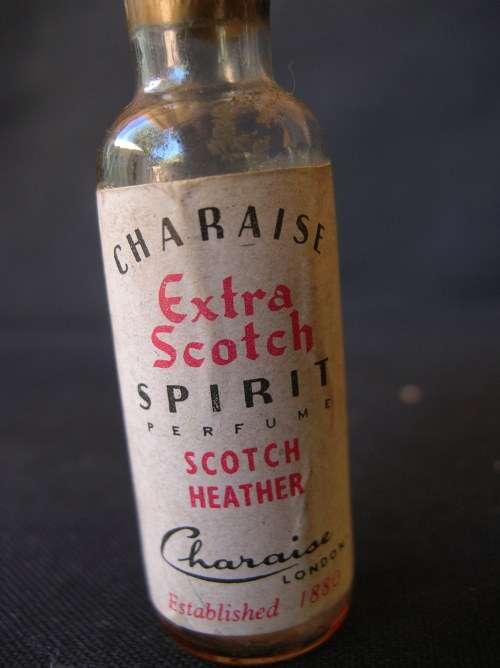 CHARAISE
Extra
Scotch
SPIRIT
PERFUME
SCOTCH
HEATHER
Charaise
LONDON
Established 1880